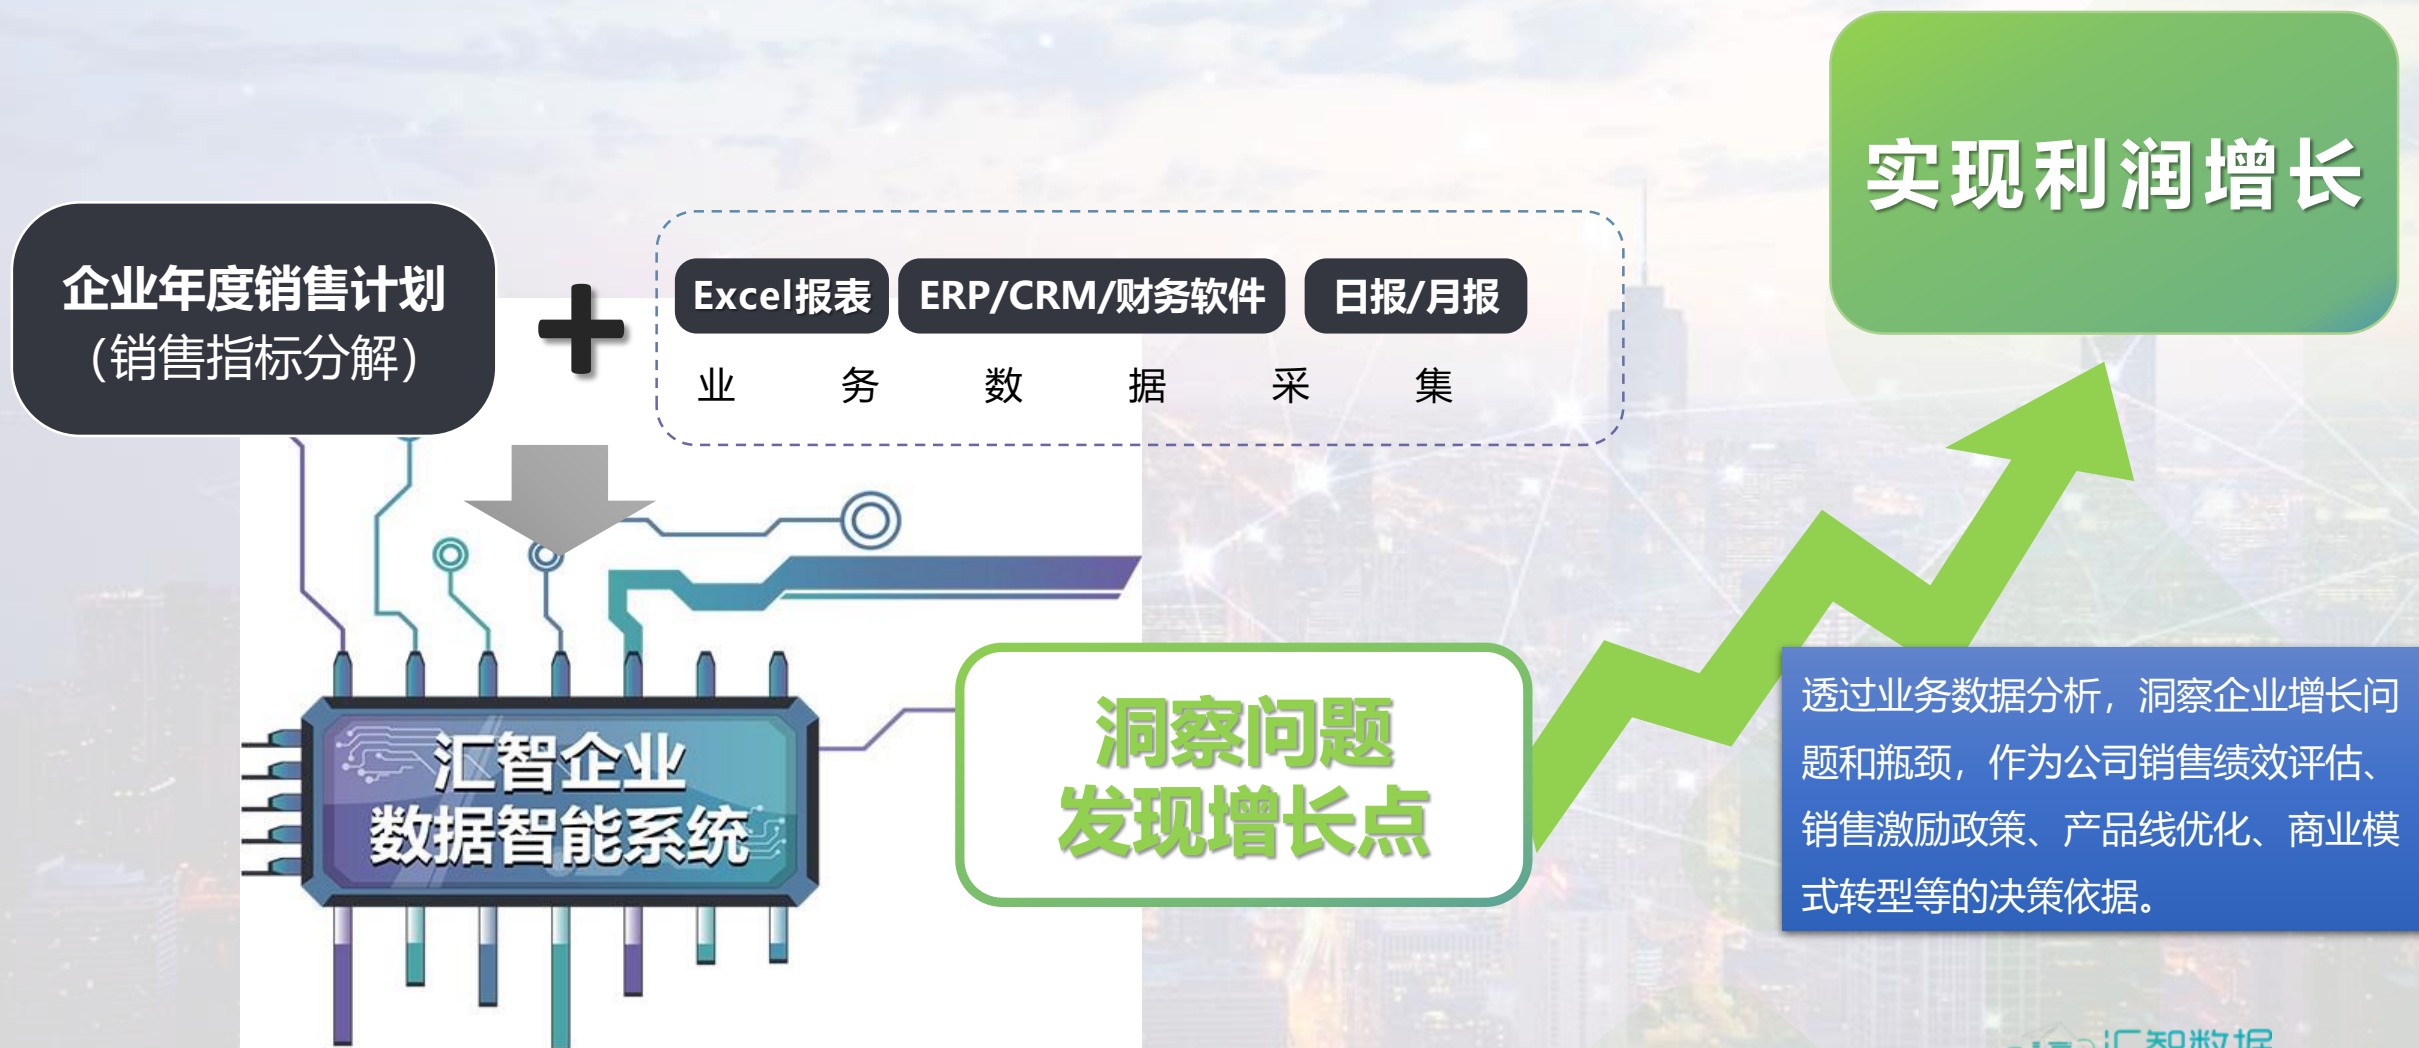 实现利润增长
企业年度销售计划
（销售指标分解）
Excel报表
ERP/CRM/财务软件
日报/月报
业务数据采集
汇智企业
数据智能系统
洞察问题
发现增长点
透过业务数据分析，洞察企业增长问
题和瓶颈，作为公司销售绩效评估、
销售激励政策、产品线优化、商业模
式转型等的决策依据。
汇智数据